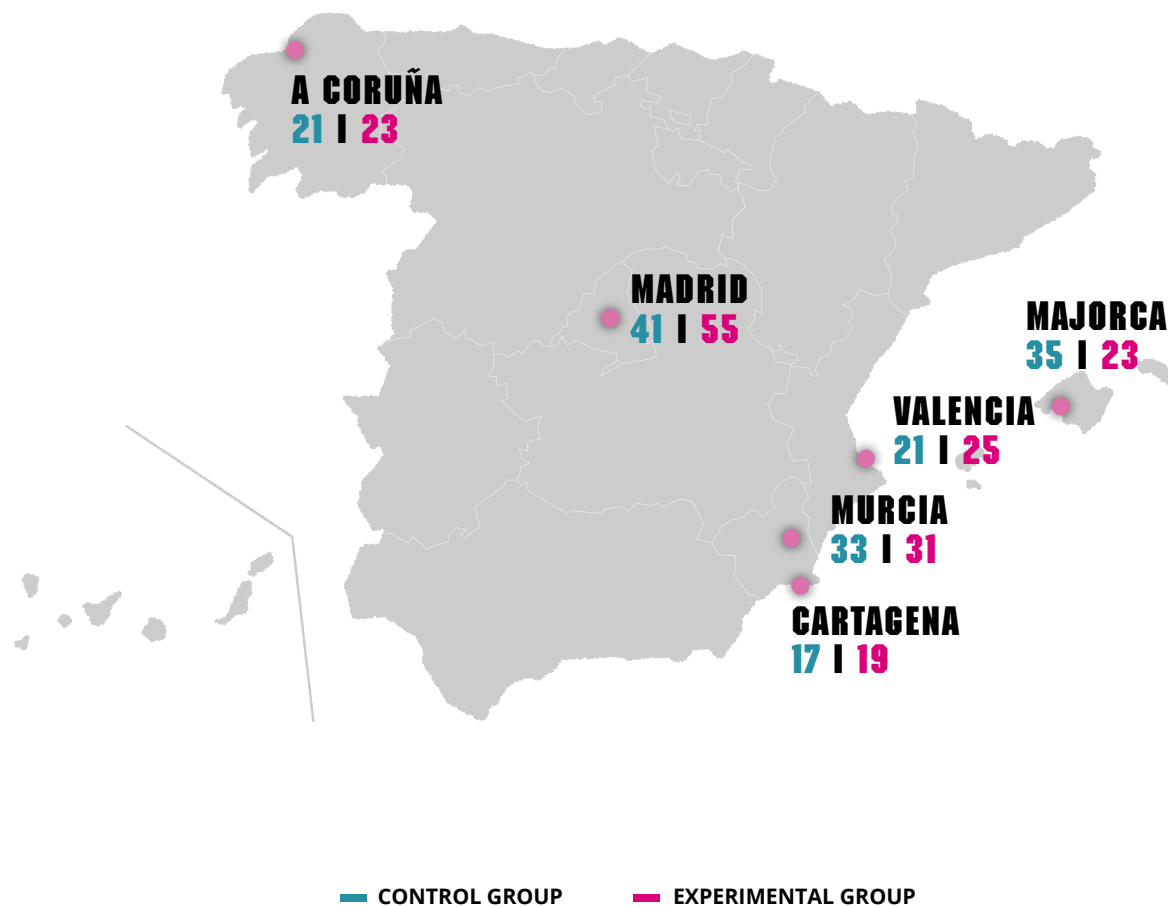 A CORUÑA
21 | 23
MADRID
41 | 55
MAJORCA
35 | 23
VALENCIA
21 | 25
MURCIA
33 | 31
CARTAGENA
17 | 19
CONTROL GROUP
EXPERIMENTAL GROUP